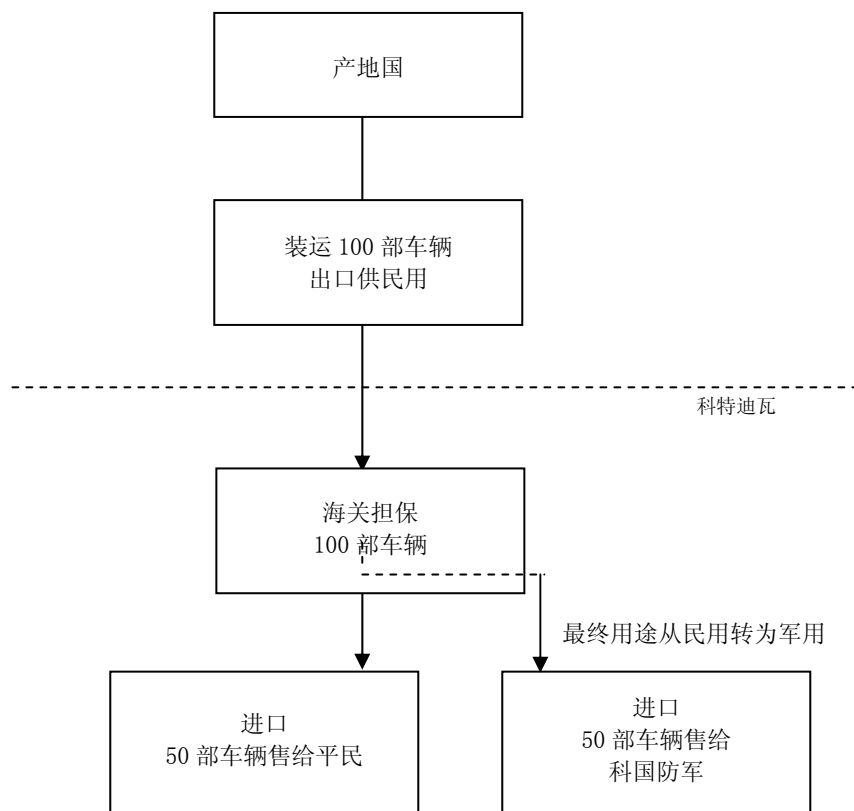 产地国
装运 100 部车辆
出口供民用
科特迪瓦
海关担保
100 部车辆
最终用途从民用转为军用
进口
50 部车辆售给平民
进口
50 部车辆售给
科国防军